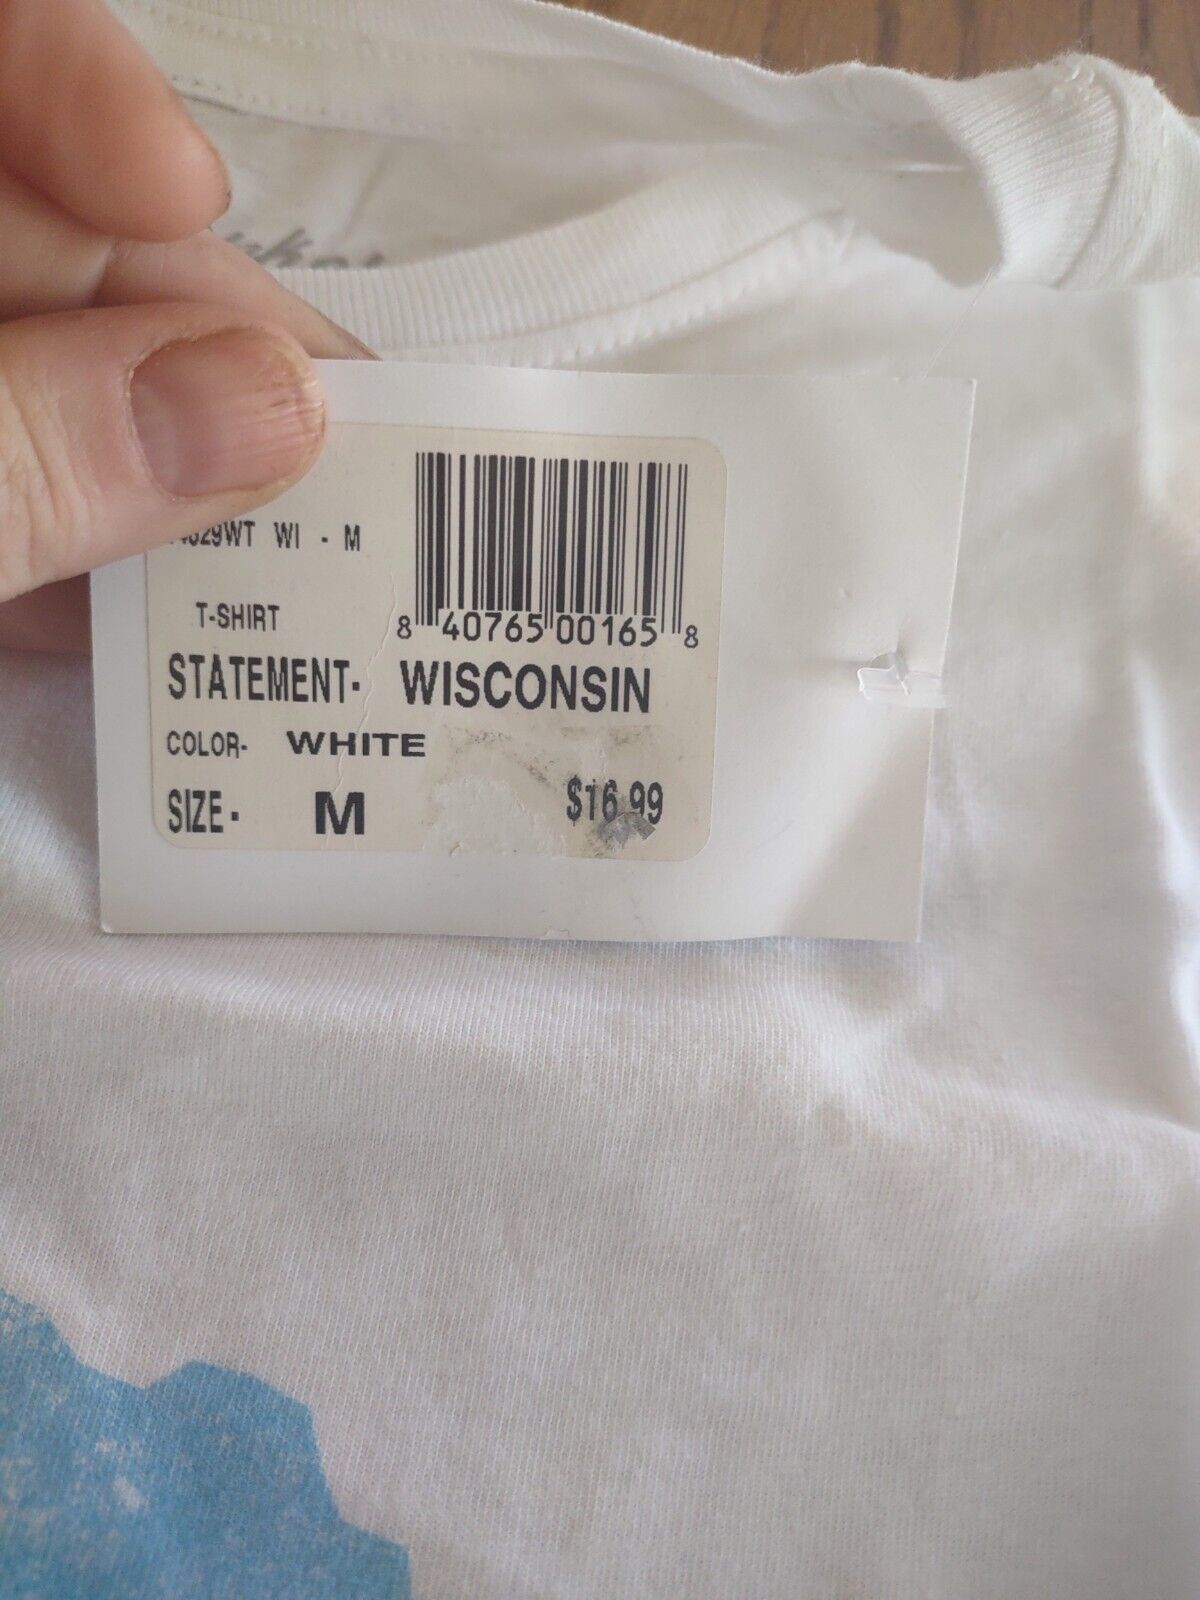 WI - M
T-SHIRT
8 40765 00165 8
STATEMENT- WISCONSIN
COLOR- WHITE
SIZE- M
$16.99